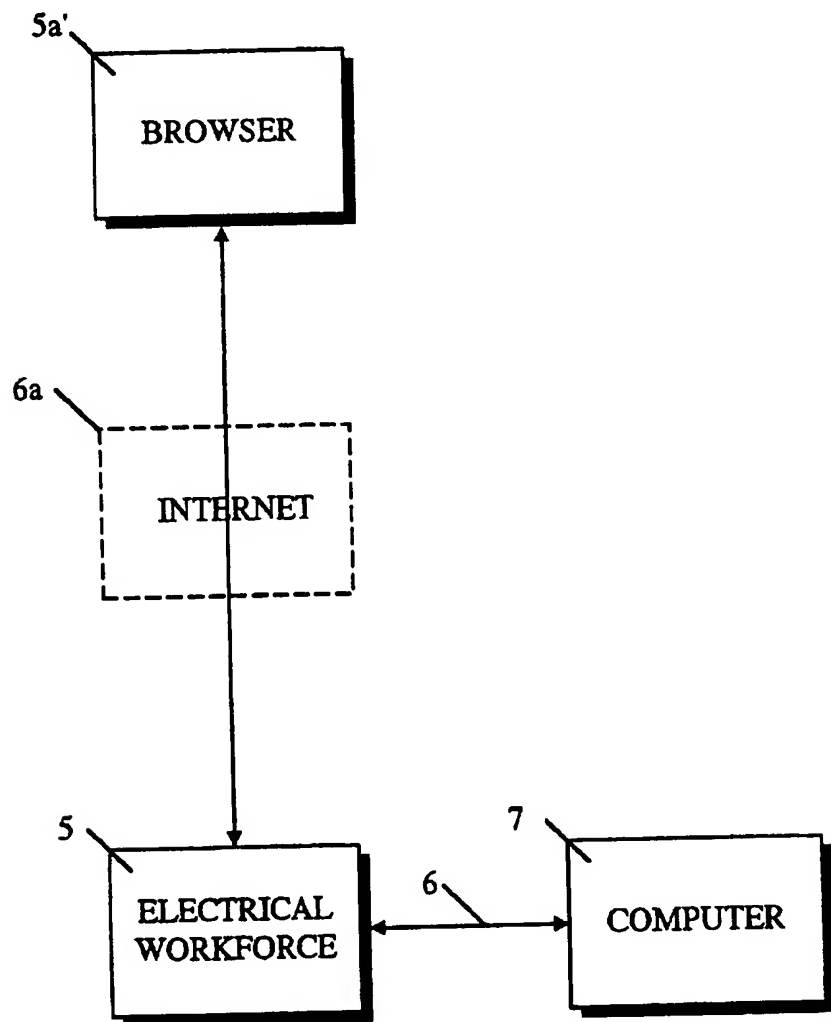 5a'
BROWSER
6a
INTERNET
5
ELECTRICAL
WORKFORCE
6
7
COMPUTER